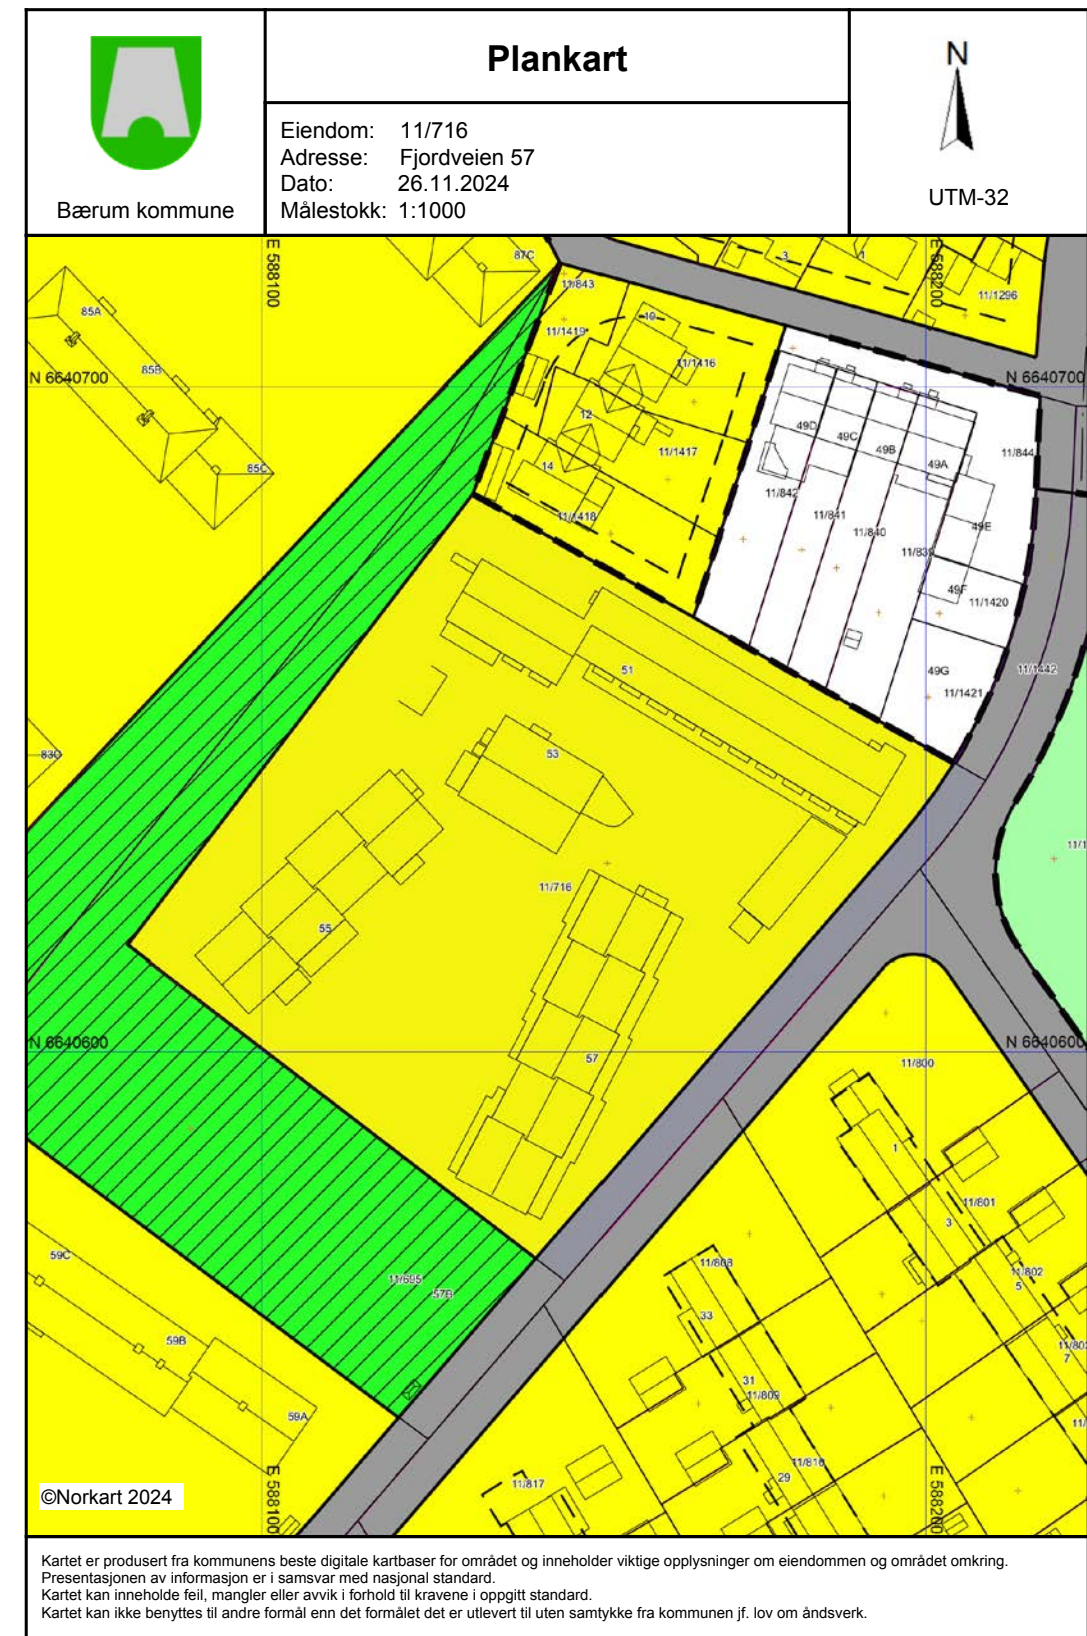 Plankart
Eiendom: 11/716
Adresse: Fjordveien 57
Dato: 26.11.2024
Målestokk: 1:1000
Bærum kommune
N
UTM-32
E 588100
E 588200
87C
3
1
11/843
11/1296
85A
10
11/1419
85B
11/1416
N 6640700
N 6640700
12
49D
49C
49B
11/844
11/1417
49A
14
85C
11/842
11/841
11/1418
49E
11/840
49F
11/1420
51
49G
11/1442
11/1421
53
11/716
55
N 6640600
N 6640600
57
11/800
1
11/801
3
59C
11/808
11/802
5
11/695
57B
33
59B
7
31
11/809
59A
11/816
29
11/817
E 588100
E 588200
©Norkart 2024
Kartet er produsert fra kommunens beste digitale kartbaser for området og inneholder viktige opplysninger om eiendommen og området omkring.
Presentasjonen av informasjon er i samsvar med nasjonal standard.
Kartet kan inneholde feil, mangler eller avvik i forhold til kravene i oppgitt standard.
Kartet kan ikke benyttes til andre formål enn det formålet det er utlevert til uten samtykke fra kommunen jf. lov om åndsverk.